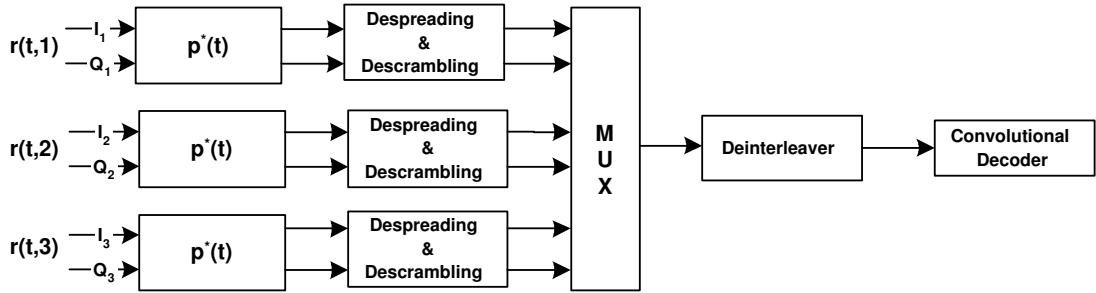 r(t,1)
I1
Q1
p*(t)
Despreading
&
Descrambling
r(t,2)
I2
Q2
p*(t)
Despreading
&
Descrambling
r(t,3)
I3
Q3
p*(t)
Despreading
&
Descrambling
M
U
X
Deinterleaver
Convolutional
Decoder